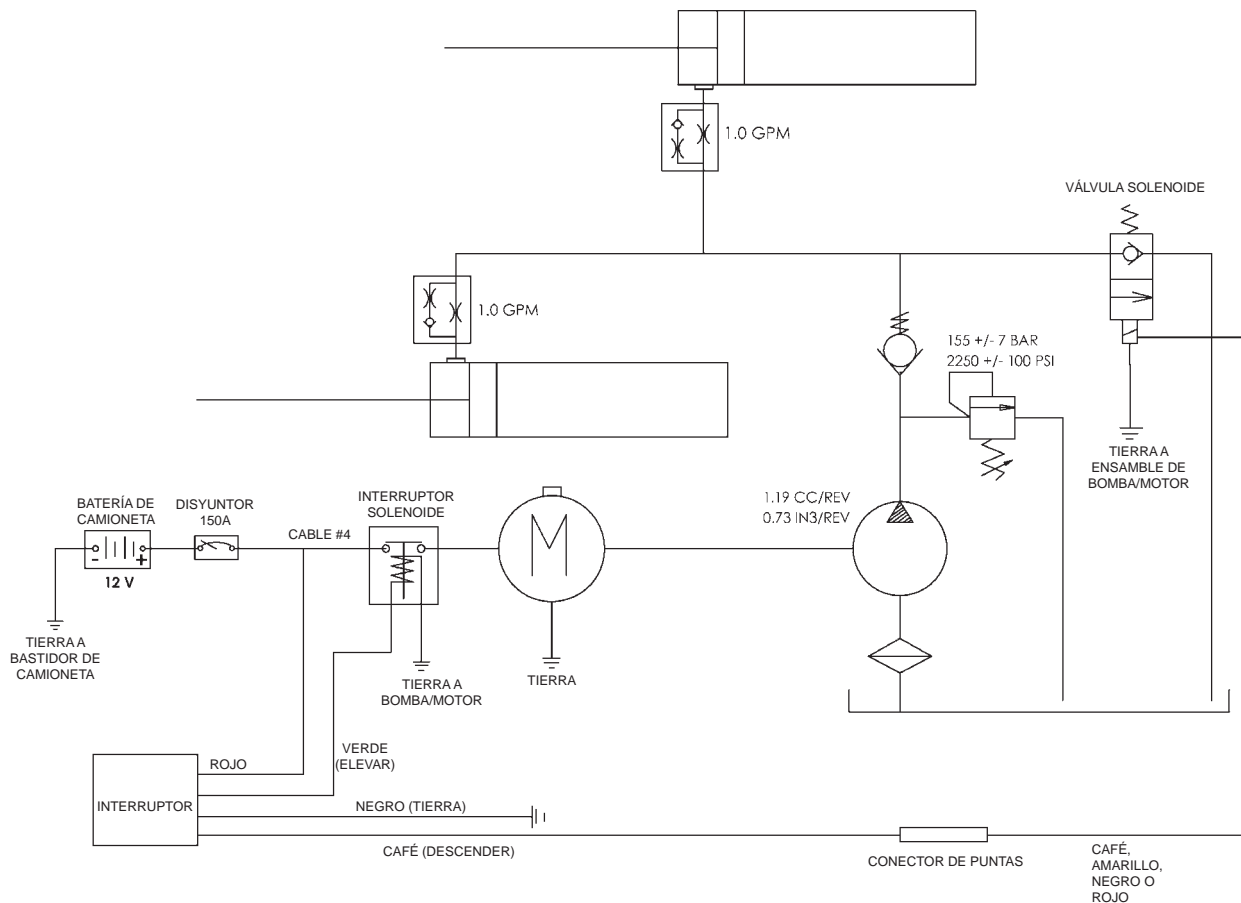 1.0 GPM
VÁLVULA SOLENOIDE
1.0 GPM
155 +/- 7 BAR
2250 +/- 100 PSI
TIERRA A
ENSAMBLE DE
BOMBA/MOTOR
BATERÍA DE
CAMIONETA
DISYUNTOR
150A
CABLE #4
INTERRUPTOR
SOLENOIDE
1.19 CC/REV
0.73 IN3/REV
M
- +
12 V
TIERRA A
BASTIDOR DE
CAMIONETA
TIERRA A
BOMBA/MOTOR
TIERRA
ROJO
VERDE
(ELEVAR)
INTERRUPTOR
NEGRO (TIERRA)
CAFÉ (DESCENDER)
CONECTOR DE PUNTAS
CAFÉ,
AMARILLO,
NEGRO O
ROJO